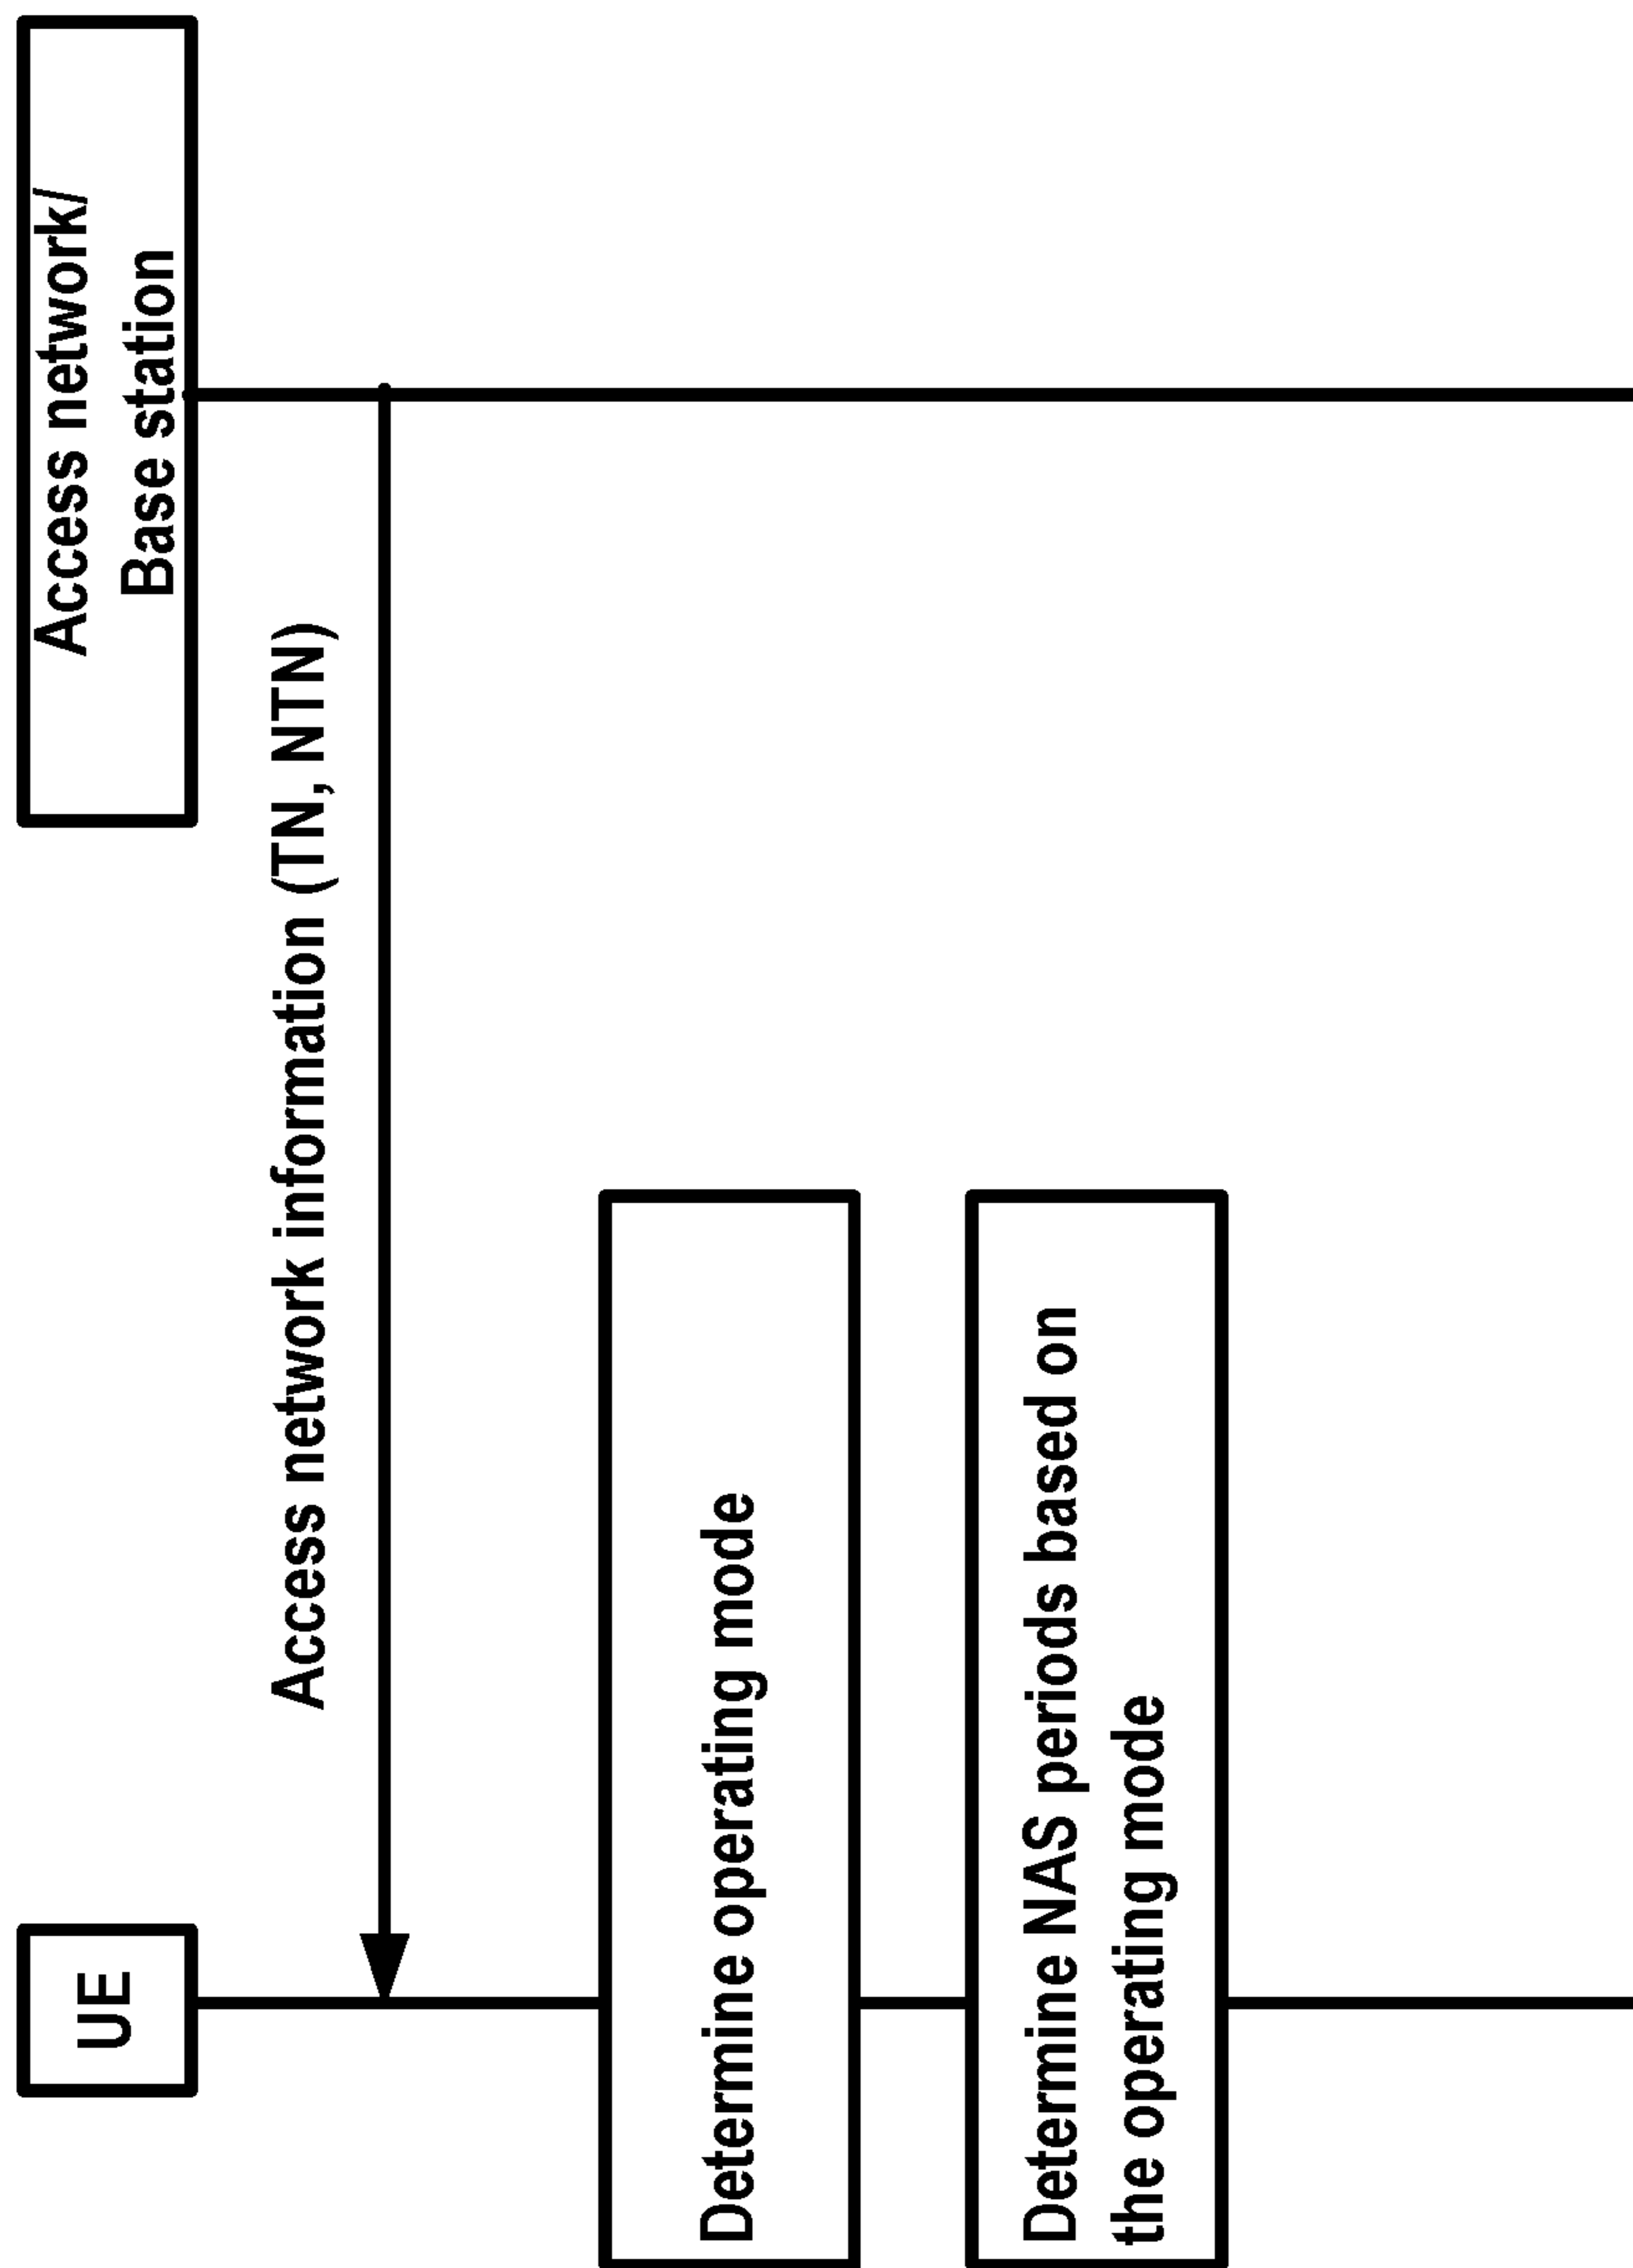 UE
Access network/
Base station
Access network information (TN, NTN)
Determine operating mode
Determine NAS periods based on
the operating mode